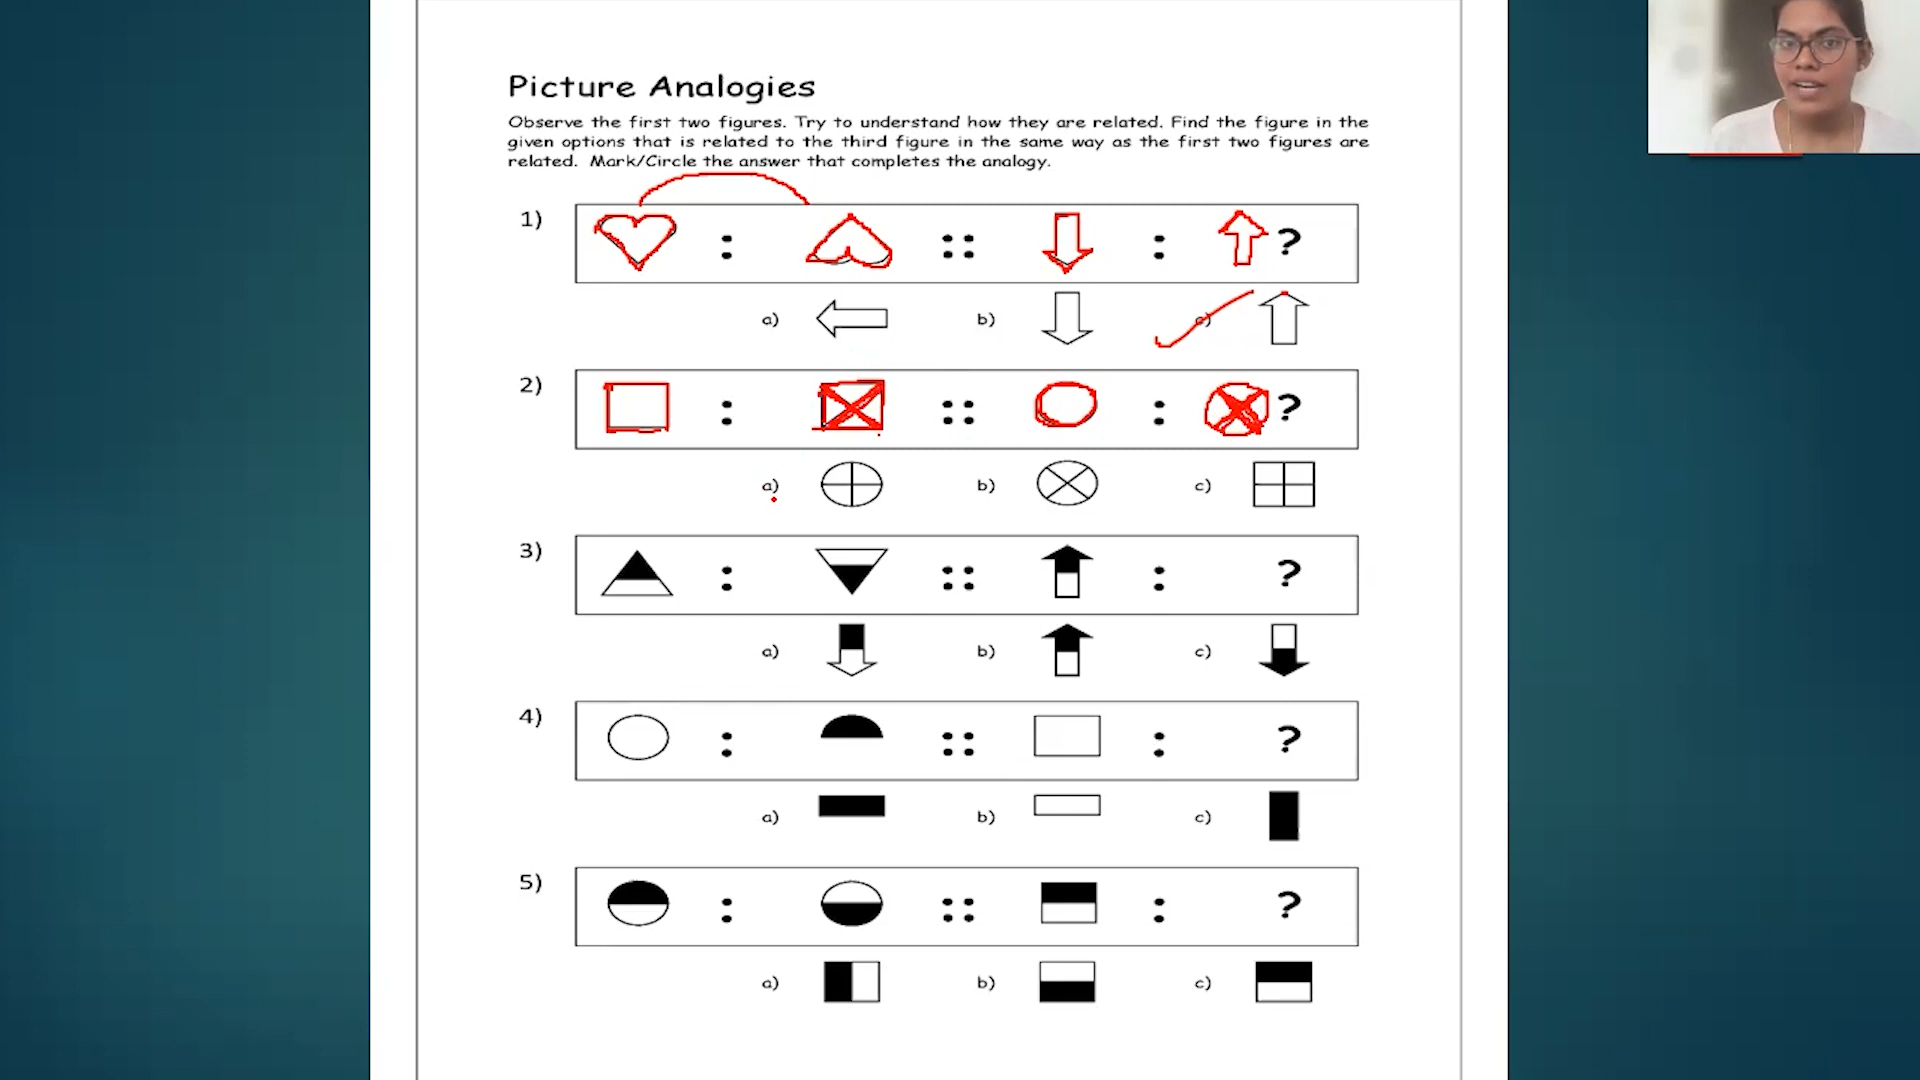 Picture Analogies
Observe the first two figures. Try to understand how they are related. Find the figure in the
given options that is related to the third figure in the same way as the first two figures are
related. Mark/Circle the answer that completes the analogy.
1) : :: : ?
a) b) c)
2) : :: : ?
a) b) c)
3) : :: : ?
a) b) c)
4) : :: : ?
a) b) c)
5) : :: : ?
a) b) c)